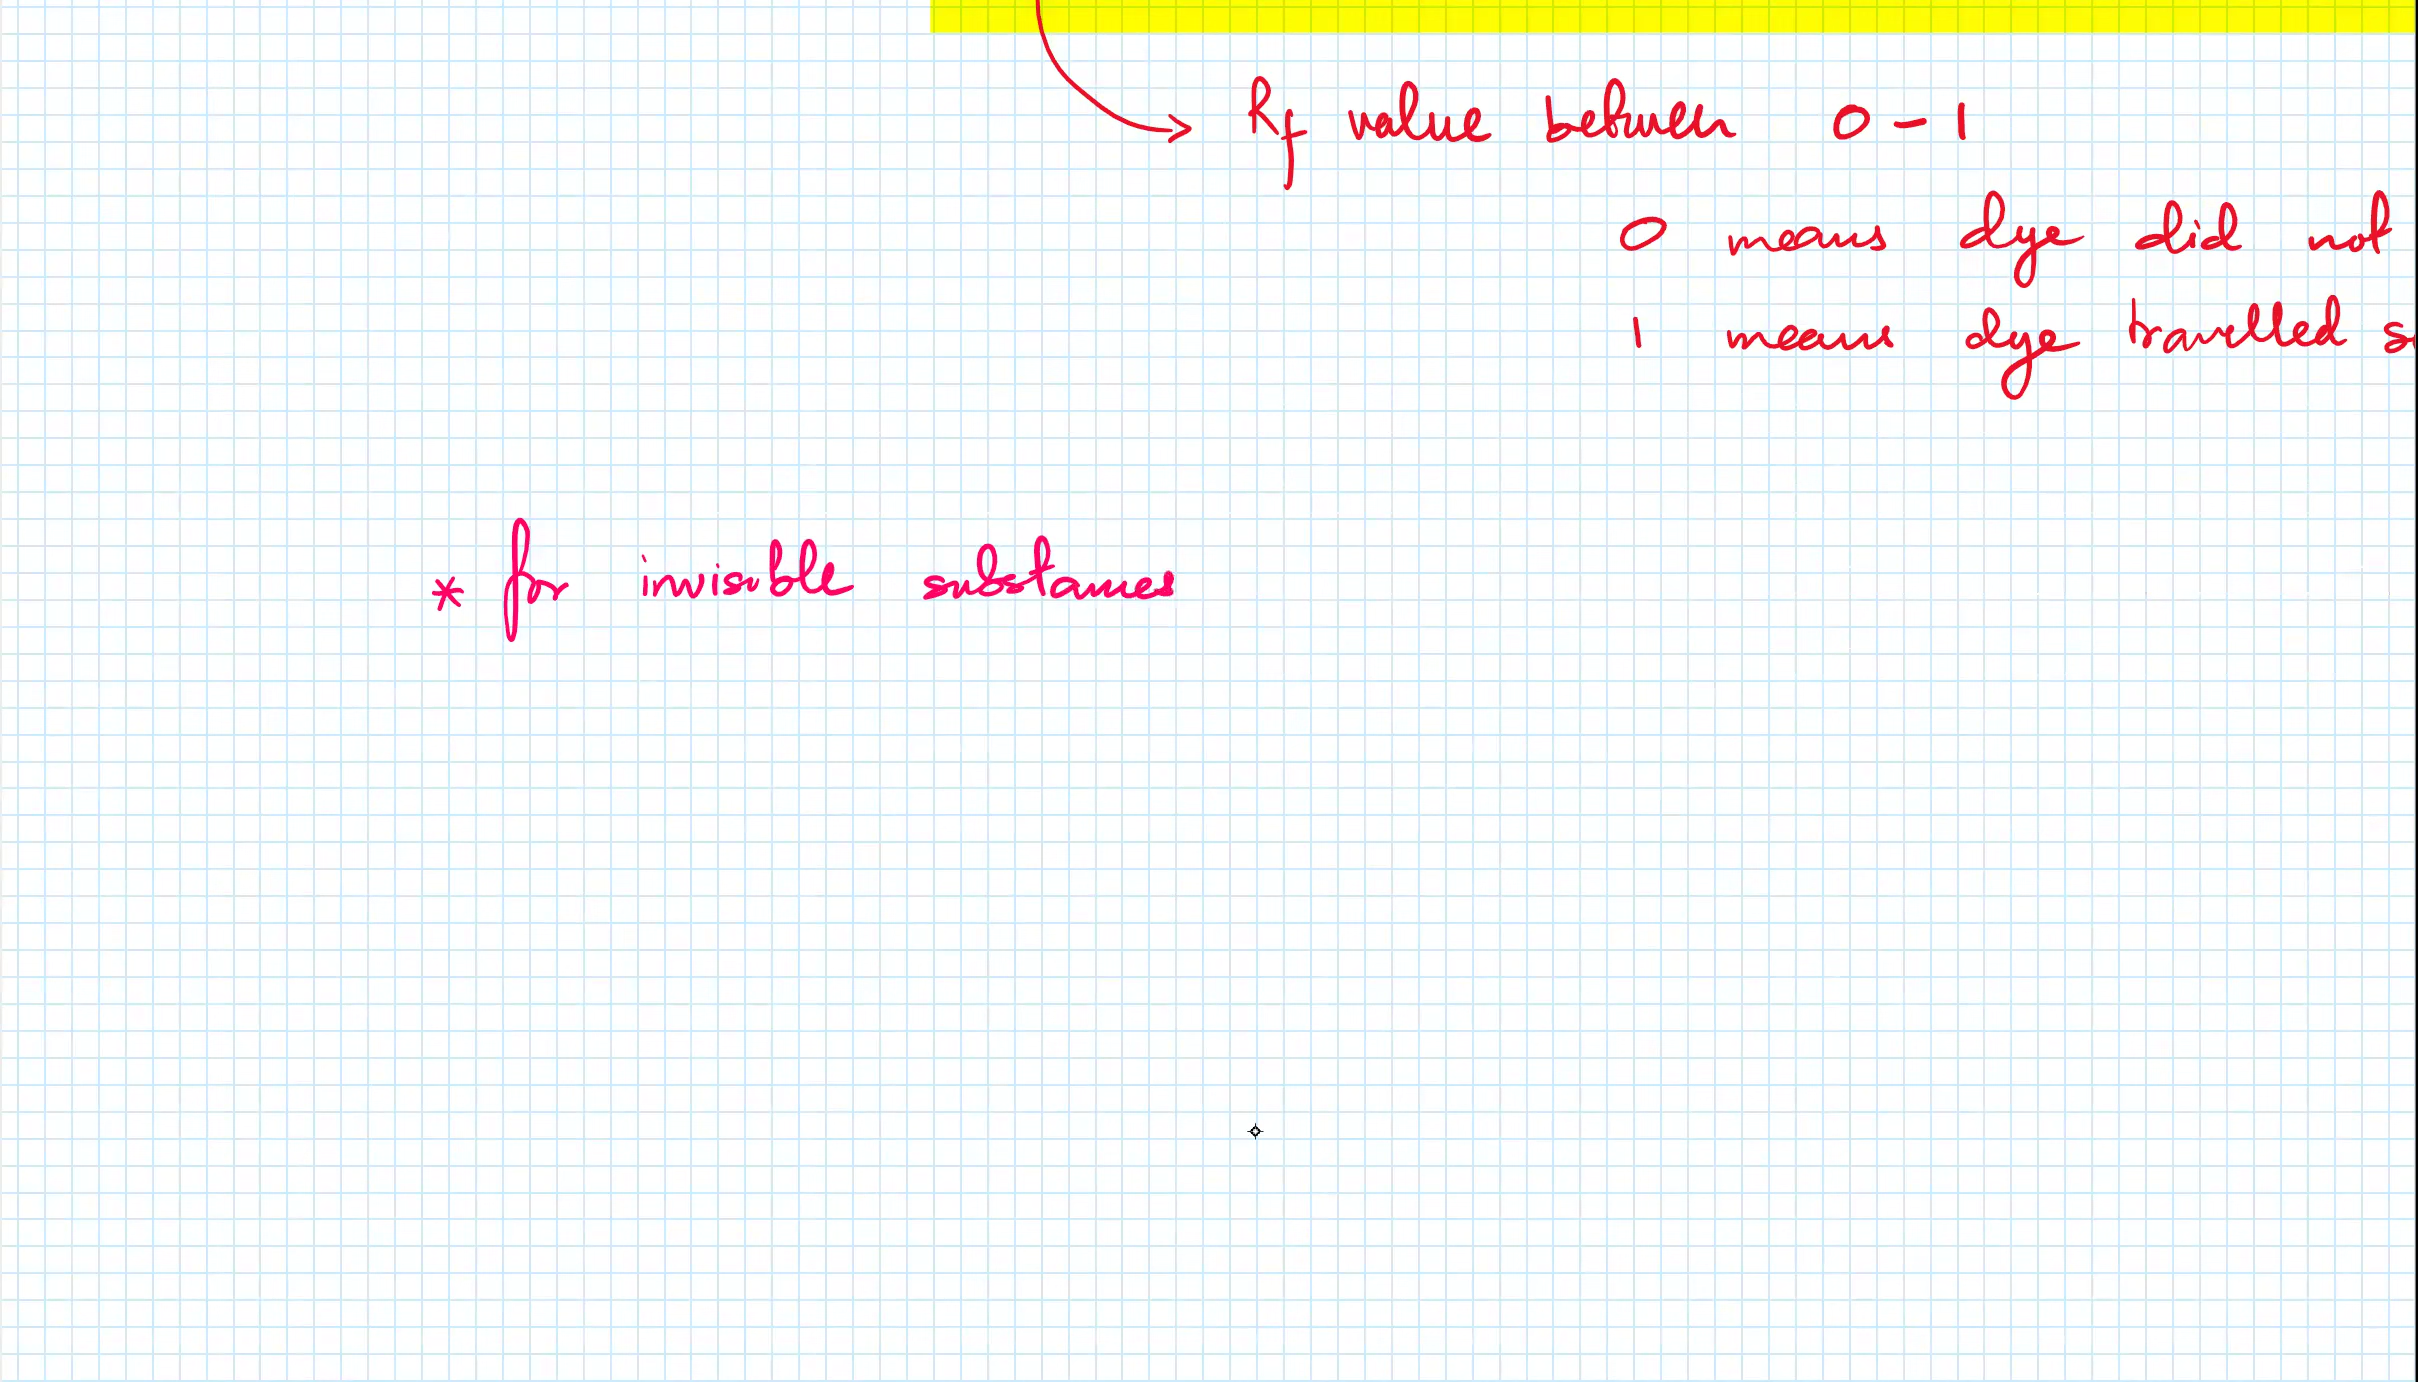 Rf value between 0 - 1
0 means dye did not
1 means dye travelled
* for invisible substances